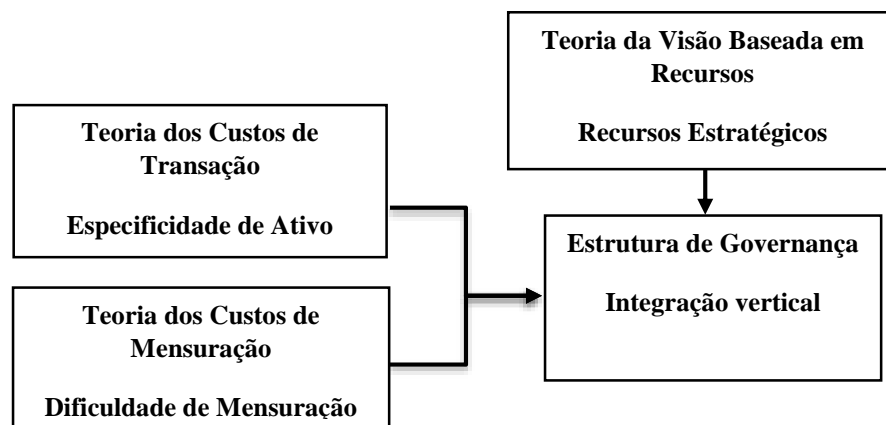 Teoria da Visão Baseada em
Recursos
Recursos Estratégicos
Teoria dos Custos de
Transação
Especificidade de Ativo
Estrutura de Governança
Integração vertical
Teoria dos Custos de
Mensuração
Dificuldade de Mensuração